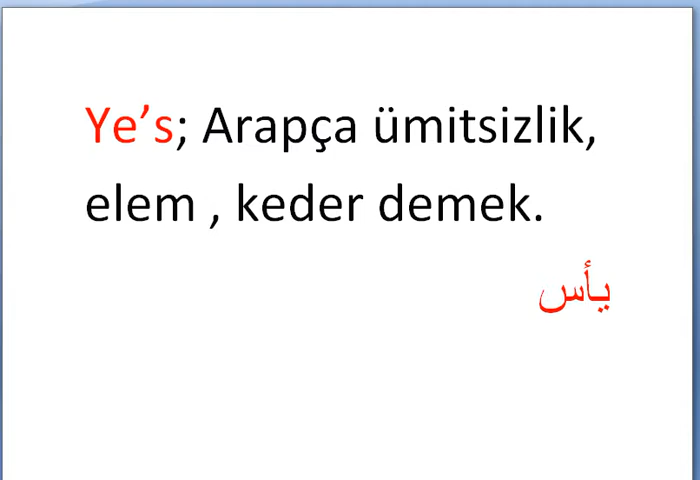 Ye’s; Arapça ümitsizlik,
elem , keder demek.
يأس